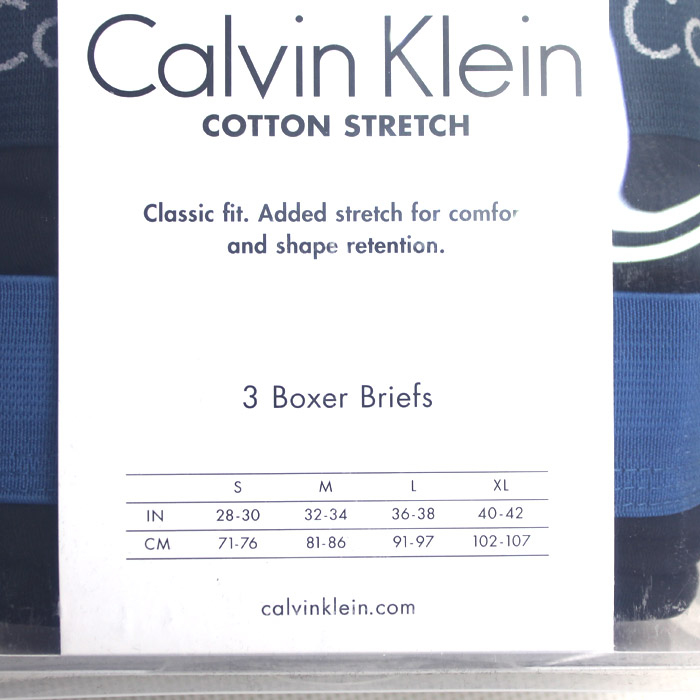 Calvin Klein
COTTON STRETCH
Classic fit. Added stretch for
and shape retention.
3 Boxer Briefs
S M L XL
IN 28-30 32-34 36-38 40-42
CM 71-76 81-86 91-97 102-107
calvinklein.com